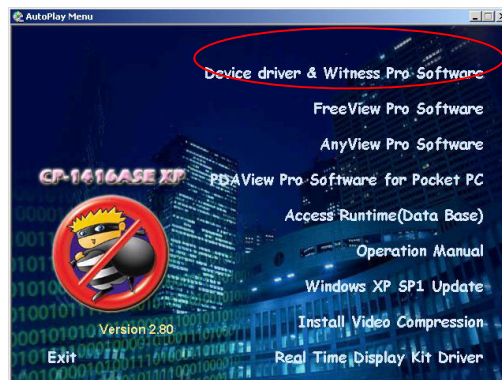 AutoPlay Menu
Device driver & Witness Pro Software
FreeView Pro Software
AnyView Pro Software
CP-1416ASE XP
PDAView Pro Software for Pocket PC
Access Runtime(Data Base)
Operation Manual
Windows XP SP1 Update
Install Video Compression
Version 2.80
Exit
Real Time Display Kit Driver